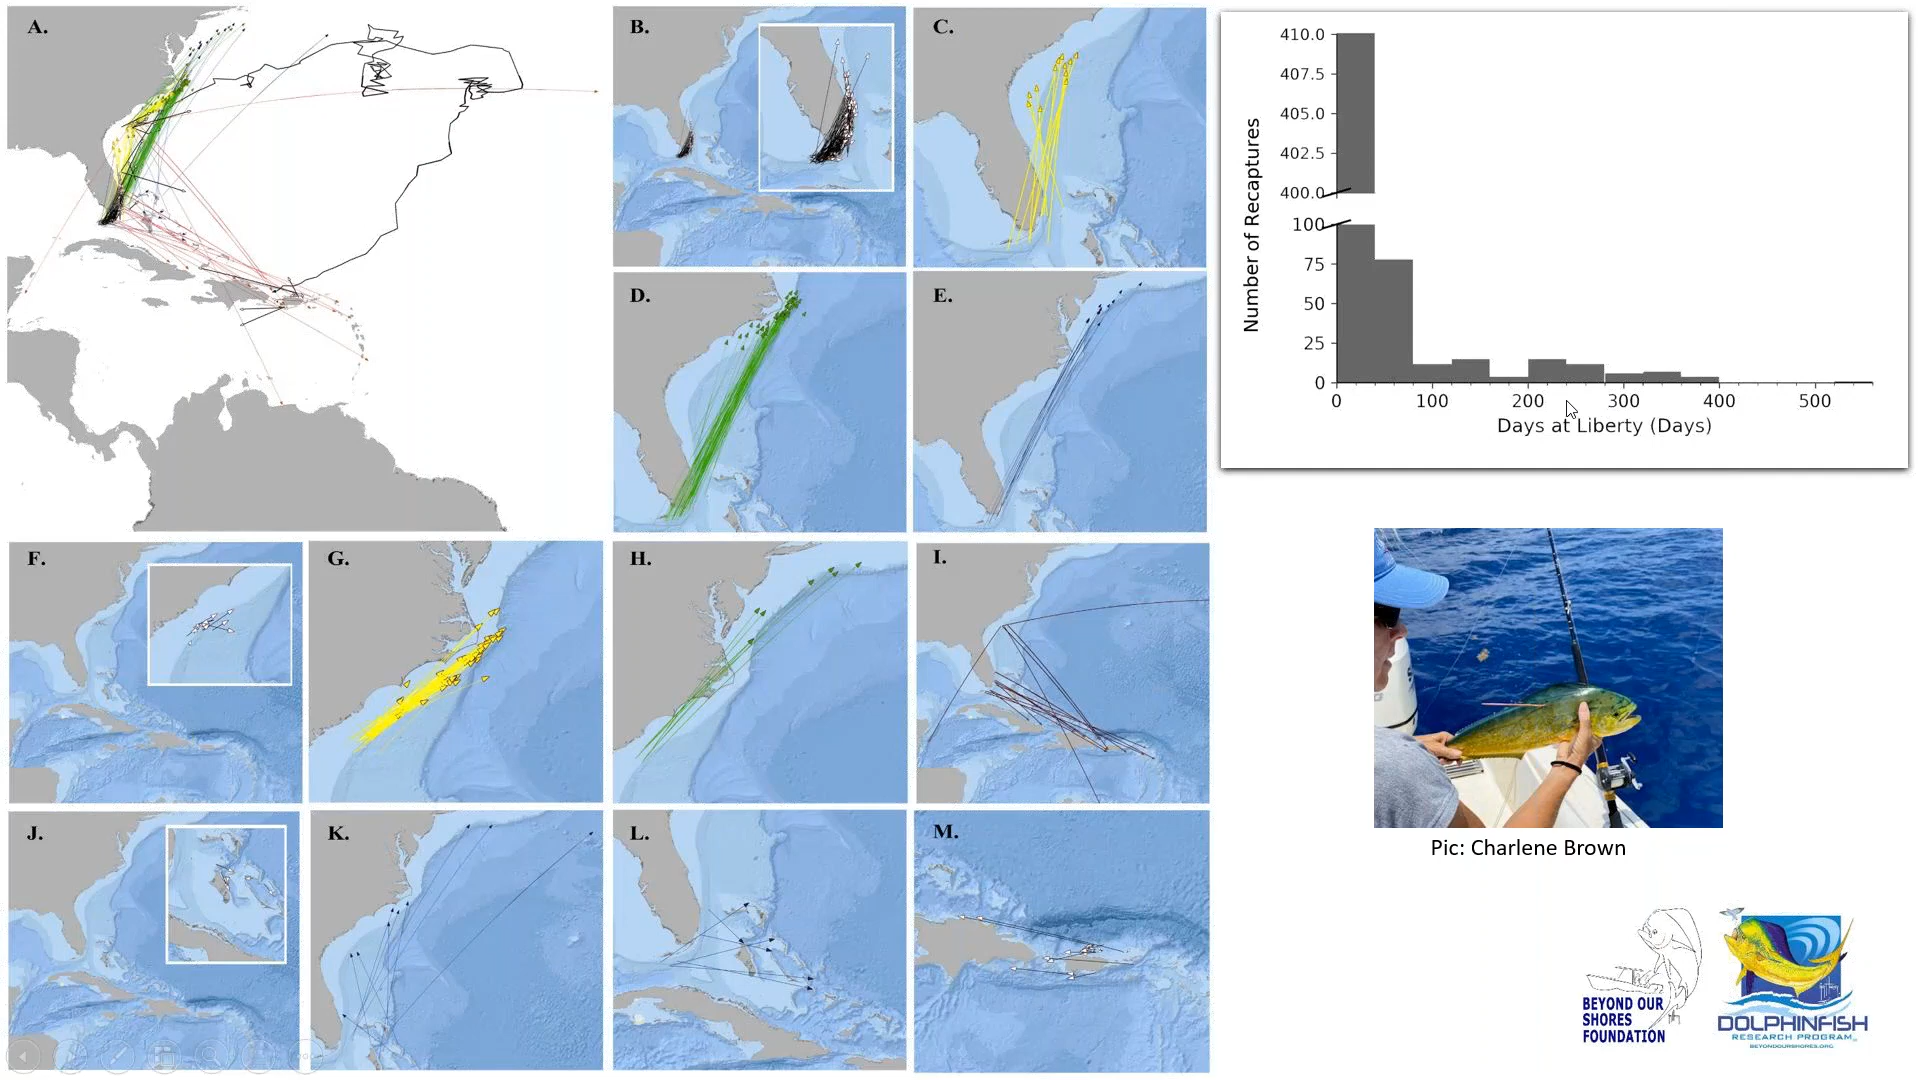 A.
B.
C.
D.
E.
F.
G.
H.
I.
J.
K.
L.
M.
Number of Recaptures
410.0
407.5
405.0
402.5
400.0
100
75
50
25
0
0 100 200 300 400 500
Days at Liberty (Days)
Pic: Charlene Brown
BEYOND OUR
SHORES
FOUNDATION
DOLPHINFISH
RESEARCH PROGRAM
BEYONDOURSHORES.ORG